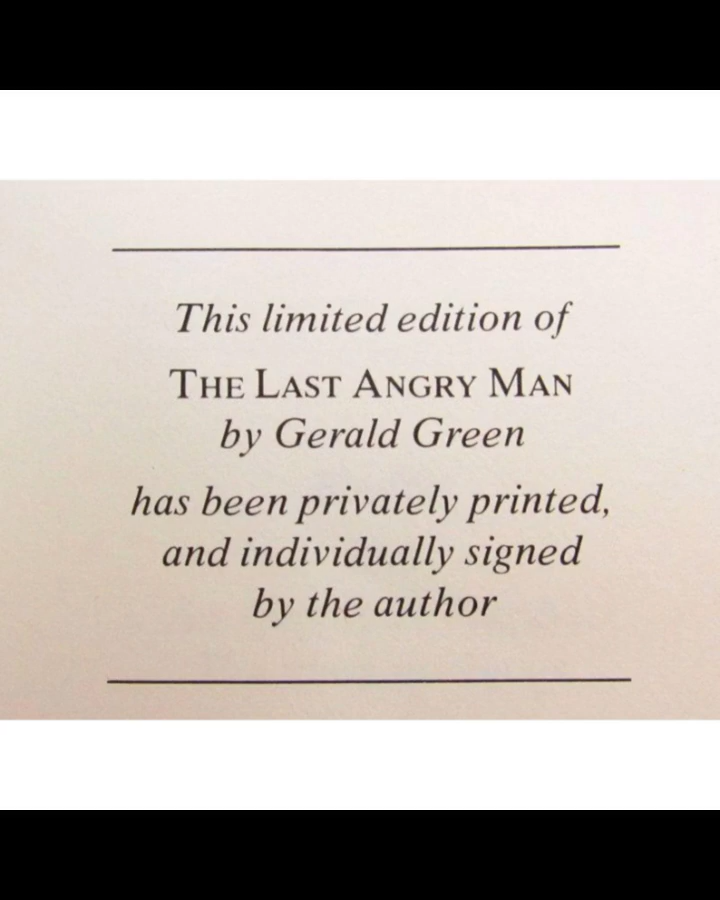 This limited edition of
THE LAST ANGRY MAN
by Gerald Green
has been privately printed,
and individually signed
by the author